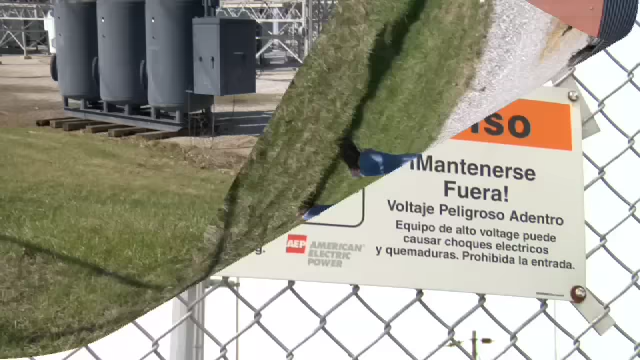 ¡Mantenerse
Fuera!
Voltaje Peligroso Adentro
Equipo de alto voltage puede
causar choques electricos
y quemaduras. Prohibida la entrada.
AEP
AMERICAN
ELECTRIC
POWER